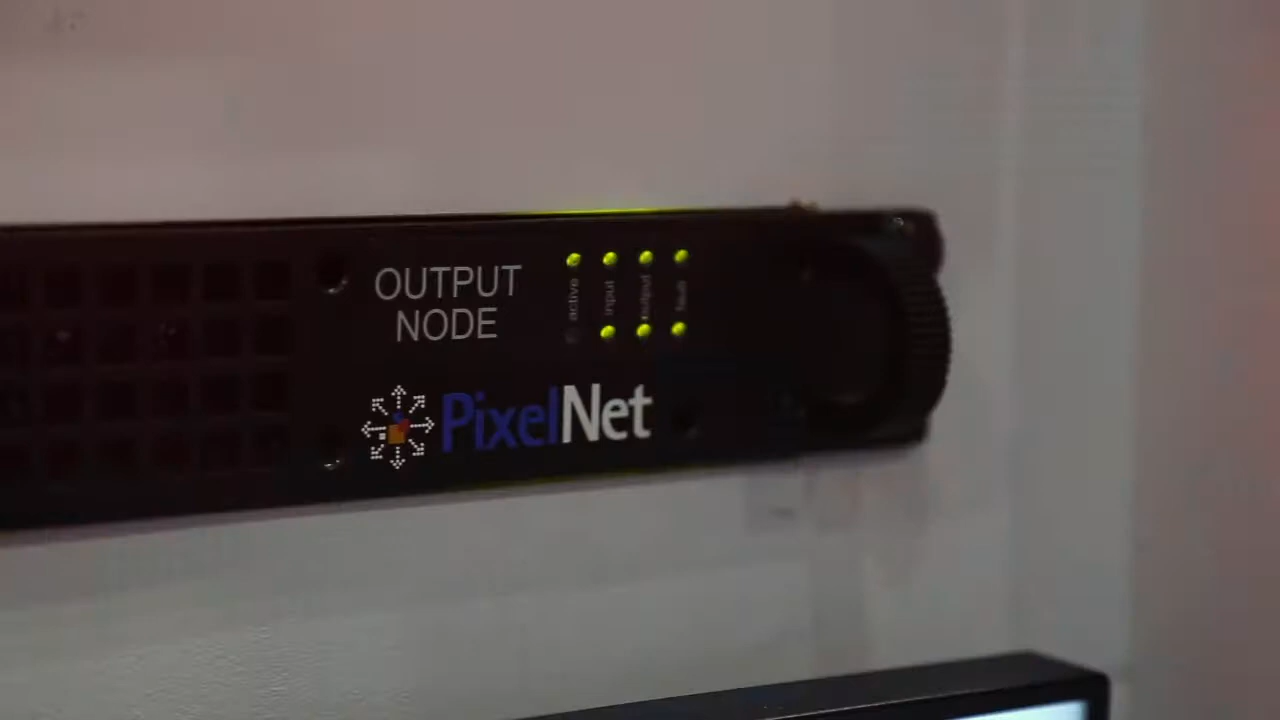 OUTPUT
NODE
active
input
output
fault
PixelNet